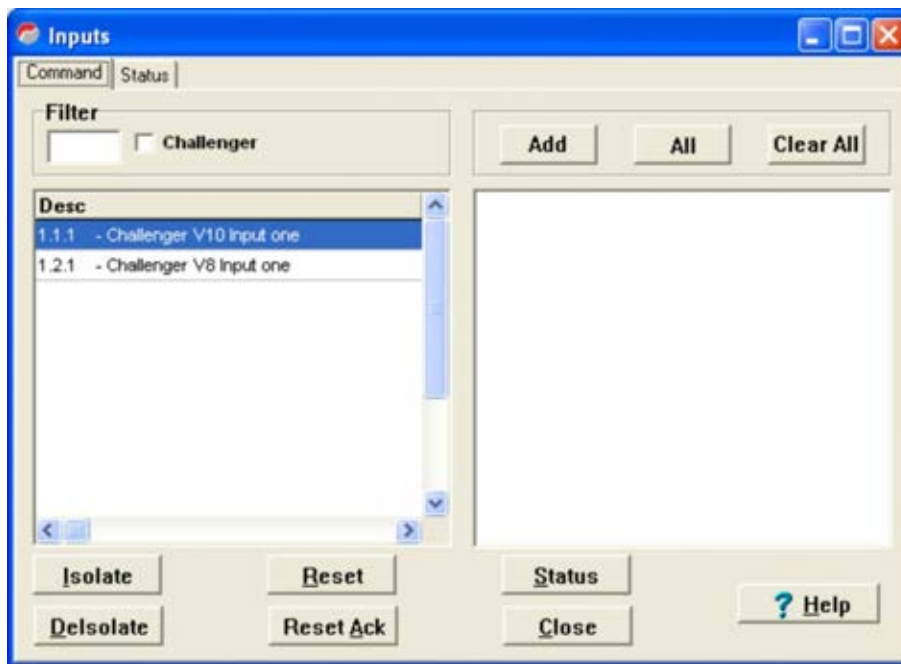 Inputs
Command Status
Filter
Challenger
Add All Clear All
Desc
1.1.1 - Challenger V10 Input one
1.2.1 - Challenger V8 Input one
Isolate Reset Status
DeIsolate Reset Ack Close
? Help